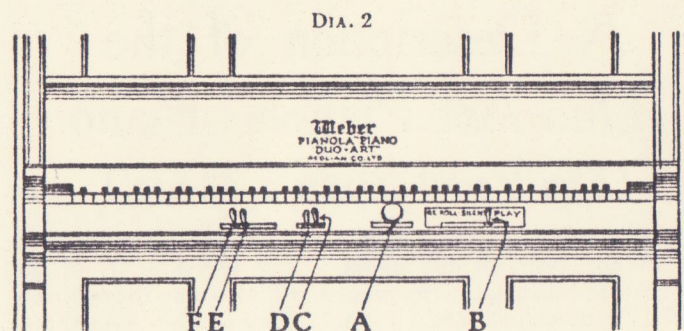 DIA. 2
Weber
PIANOLA "PIANO
DUO-ART"
AEOLIAN CO. LTD
RE ROLL SILENT PLAY
F E D C A B